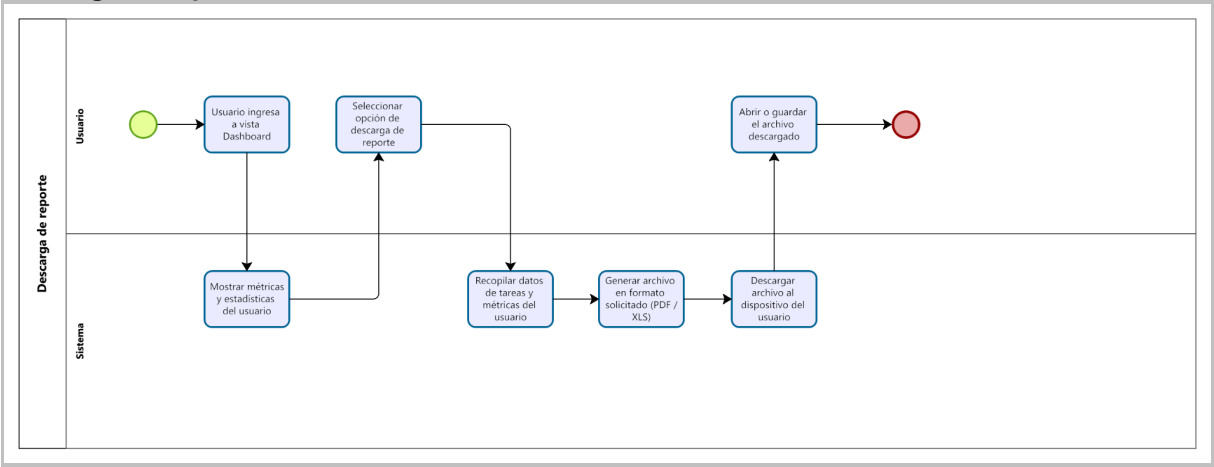 Descarga de reporte
Usuario
Usuario ingresa
a vista
Dashboard
Seleccionar
opción de
descarga de
reporte
Abrir o guardar
el archivo
descargado
Sistema
Mostrar métricas
y estadísticas
del usuario
Recopilar datos
de tareas y
métricas del
usuario
Generar archivo
en formato
solicitado (PDF /
XLS)
Descargar
archivo al
dispositivo del
usuario